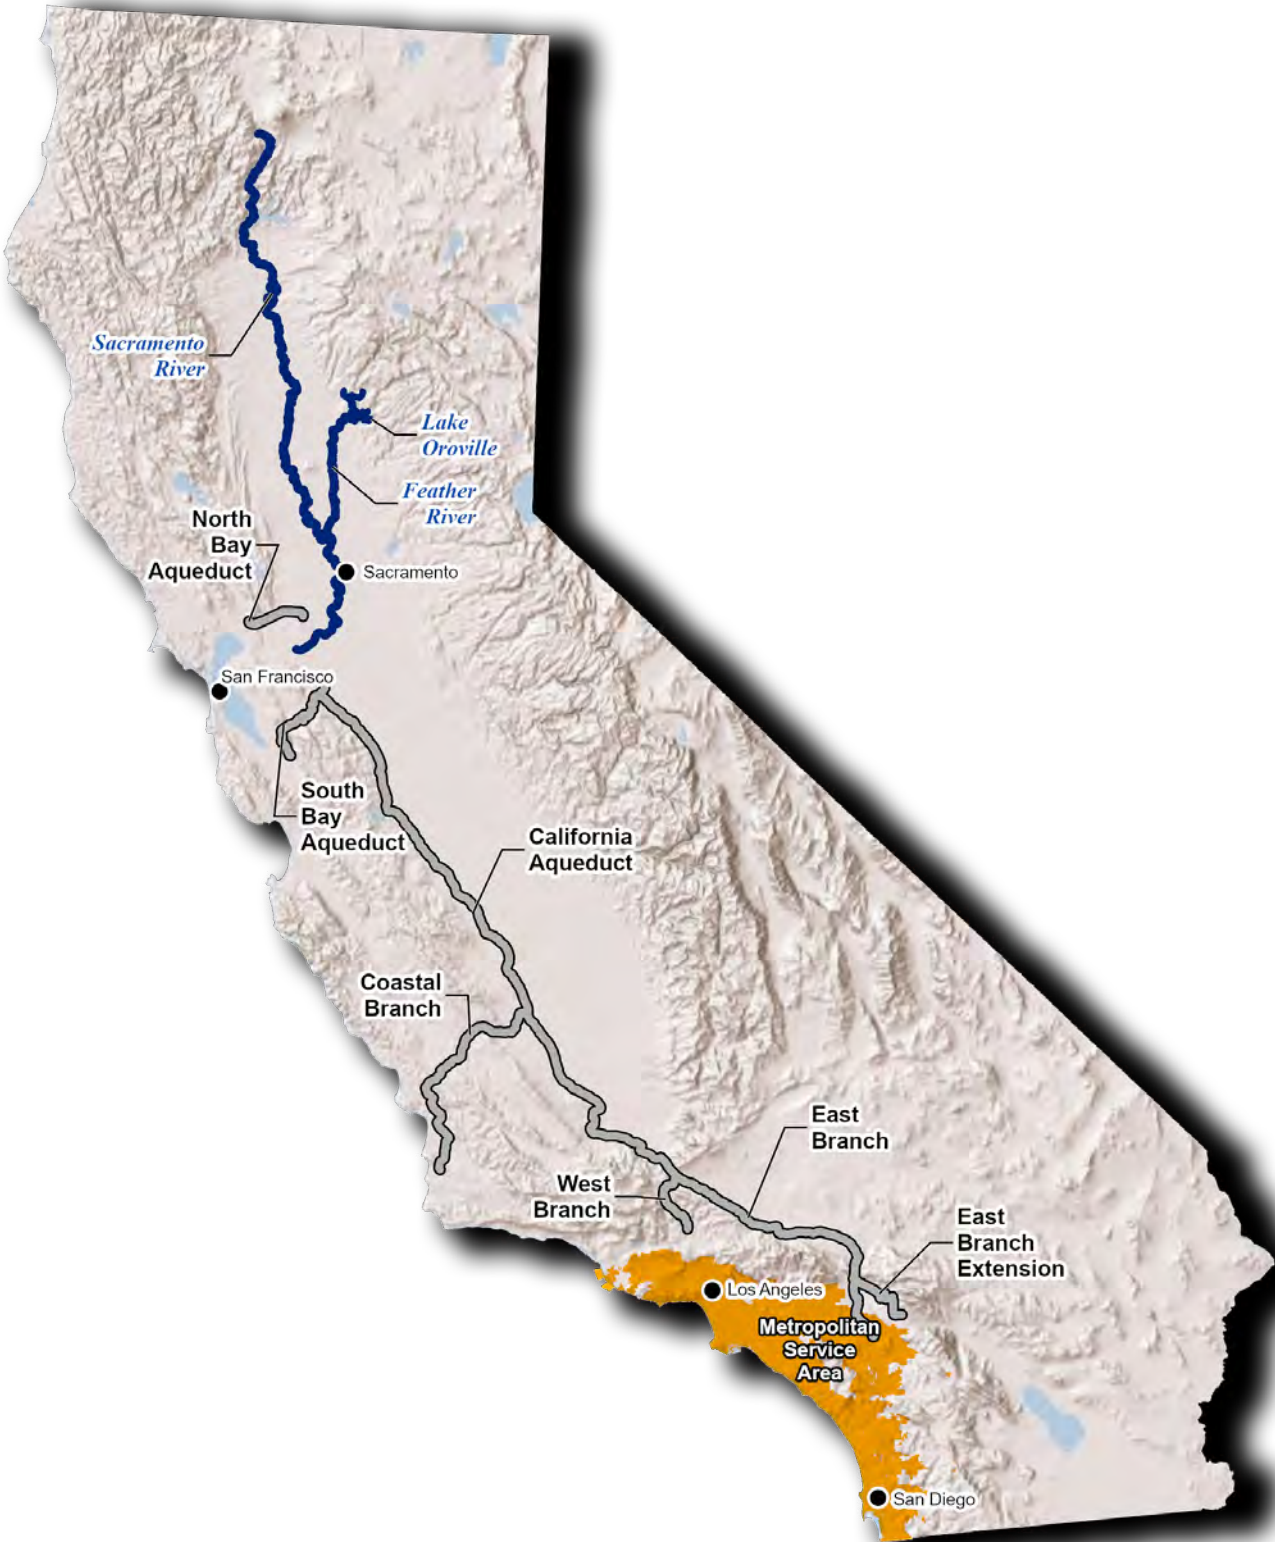 Sacramento
River
Lake
Oroville
Feather
River
North
Bay
Aqueduct
Sacramento
San Francisco
South
Bay
Aqueduct
California
Aqueduct
Coastal
Branch
East
Branch
West
Branch
East
Branch
Extension
Los Angeles
Metropolitan
Service
Area
San Diego